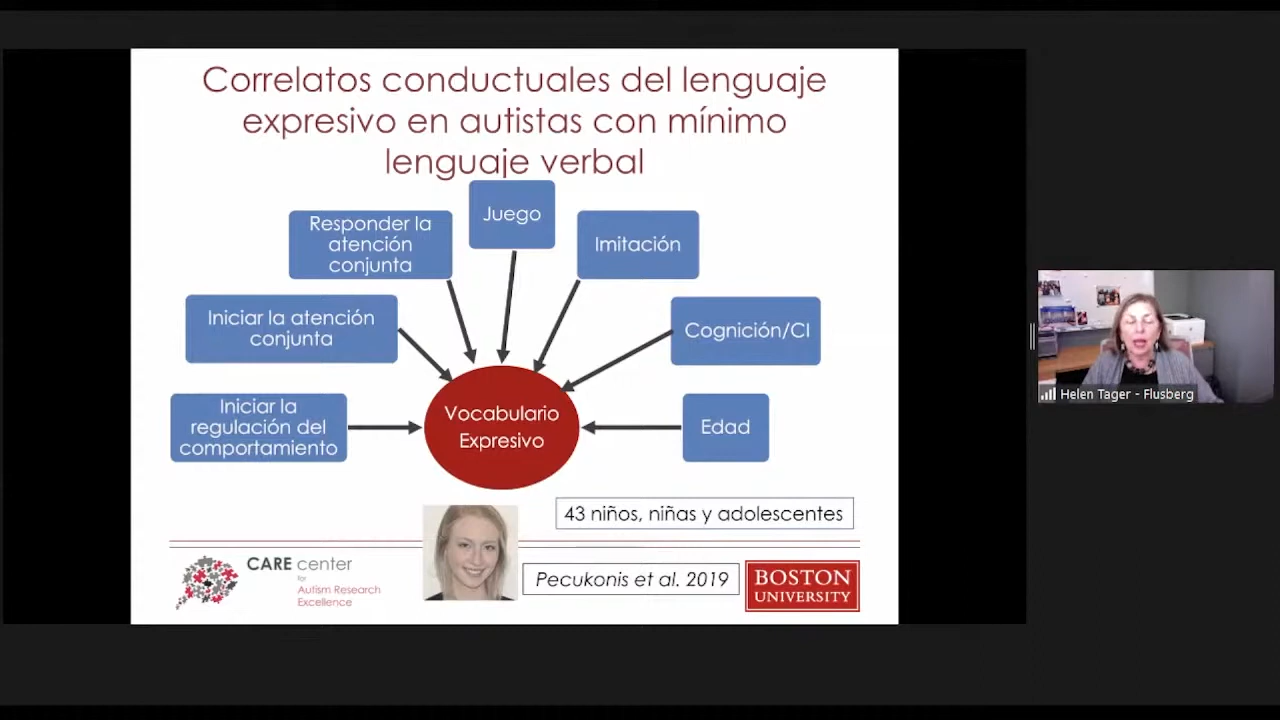 Correlatos conductuales del lenguaje
expresivo en autistas con mínimo
lenguaje verbal
Juego
Responder la
atención
conjunta
Imitación
Iniciar la atención
conjunta
Cognición/CI
Iniciar la
regulación del
comportamiento
Vocabulario
Expresivo
Edad
43 niños, niñas y adolescentes
CARE center
for
Autism Research
Excellence
Pecukonis et al. 2019
BOSTON
UNIVERSITY
Helen Tager - Flusberg